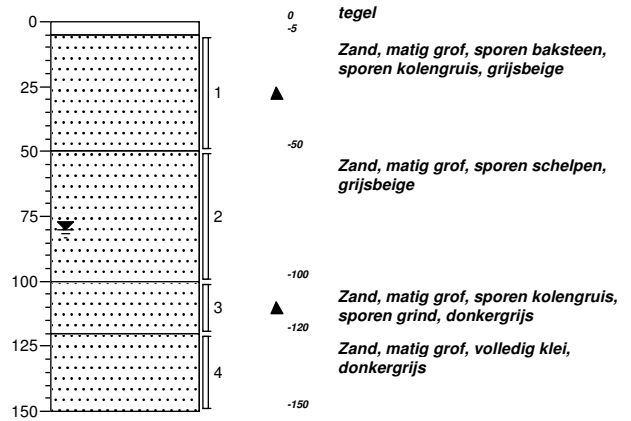 0
25
50
75
100
125
150
1
2
3
4
0
-5
-50
-100
-120
-150
tegel
Zand, matig grof, sporen baksteen,
sporen kolengruis, grijsbeige
Zand, matig grof, sporen schelpen,
grijsbeige
Zand, matig grof, sporen kolengruis,
sporen grind, donkergrijs
Zand, matig grof, volledig klei,
donkergrijs